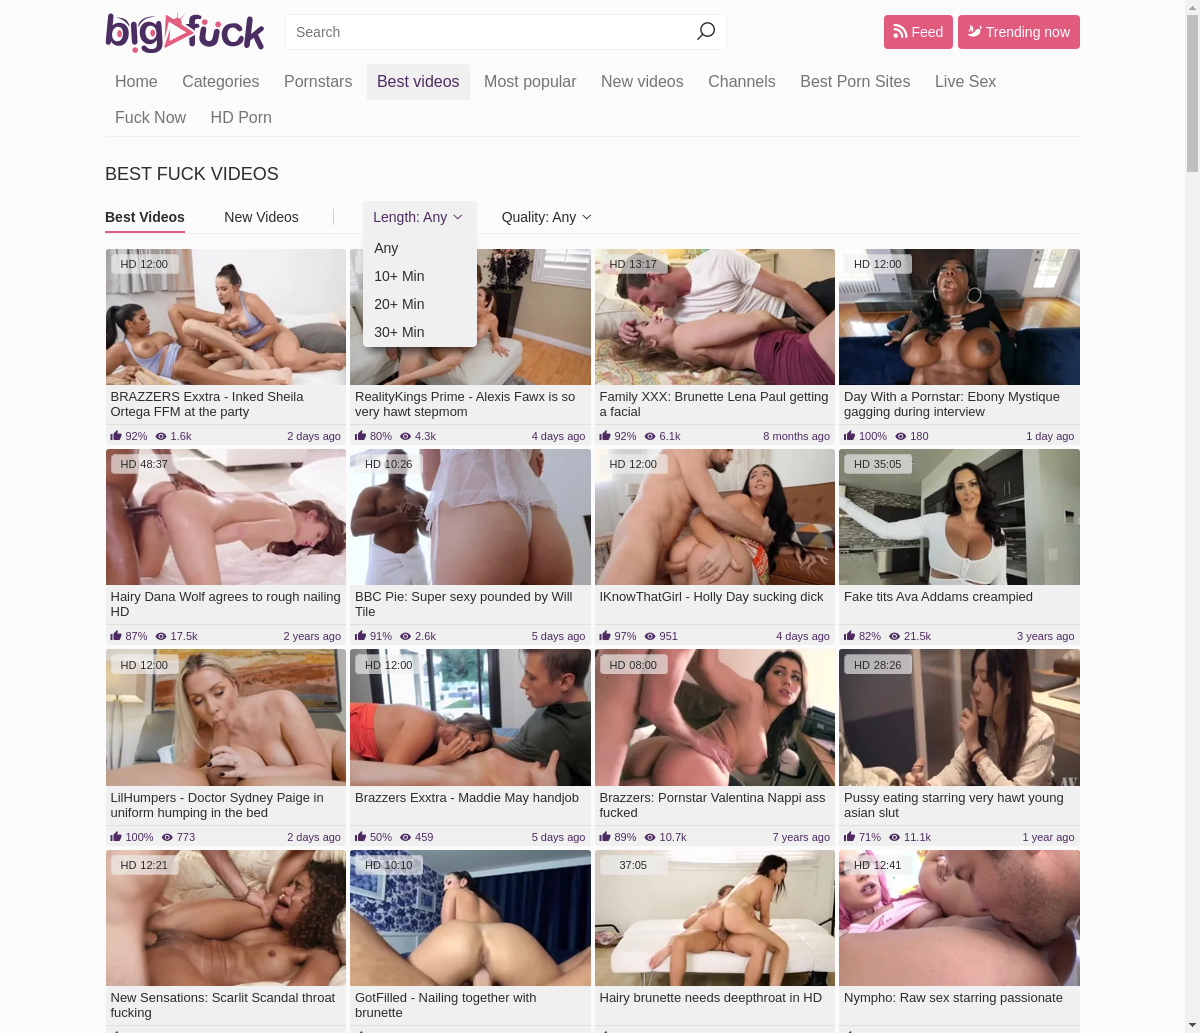 bigfuck
Search
Feed
Trending now
Home Categories Pornstars Best videos Most popular New videos Channels Best Porn Sites Live Sex
Fuck Now HD Porn
BEST FUCK VIDEOS
Best Videos New Videos Length: Any Quality: Any
Any
10+ Min
20+ Min
30+ Min
HD 12:00
BRAZZERS Exxtra - Inked Sheila
Ortega FFM at the party
92% 1.6k 2 days ago
RealityKings Prime - Alexis Fawx is so
very hawt stepmom
80% 4.3k 4 days ago
HD 13:17
Family XXX: Brunette Lena Paul getting
a facial
92% 6.1k 8 months ago
HD 12:00
Day With a Pornstar: Ebony Mystique
gagging during interview
100% 180 1 day ago
HD 48:37
Hairy Dana Wolf agrees to rough nailing
HD
87% 17.5k 2 years ago
HD 10:26
BBC Pie: Super sexy pounded by Will
Tile
91% 2.6k 5 days ago
HD 12:00
IKnowThatGirl - Holly Day sucking dick
97% 951 4 days ago
HD 35:05
Fake tits Ava Addams creampied
82% 21.5k 3 years ago
HD 12:00
LilHumpers - Doctor Sydney Paige in
uniform humping in the bed
100% 773 2 days ago
HD 12:00
Brazzers Exxtra - Maddie May handjob
50% 459 5 days ago
HD 08:00
Brazzers: Pornstar Valentina Nappi ass
fucked
89% 10.7k 7 years ago
HD 28:26
AV
Pussy eating starring very hawt young
asian slut
71% 11.1k 1 year ago
HD 12:21
New Sensations: Scarlit Scandal throat
fucking
HD 10:10
GotFilled - Nailing together with
brunette
37:05
Hairy brunette needs deepthroat in HD
HD 12:41
Nympho: Raw sex starring passionate